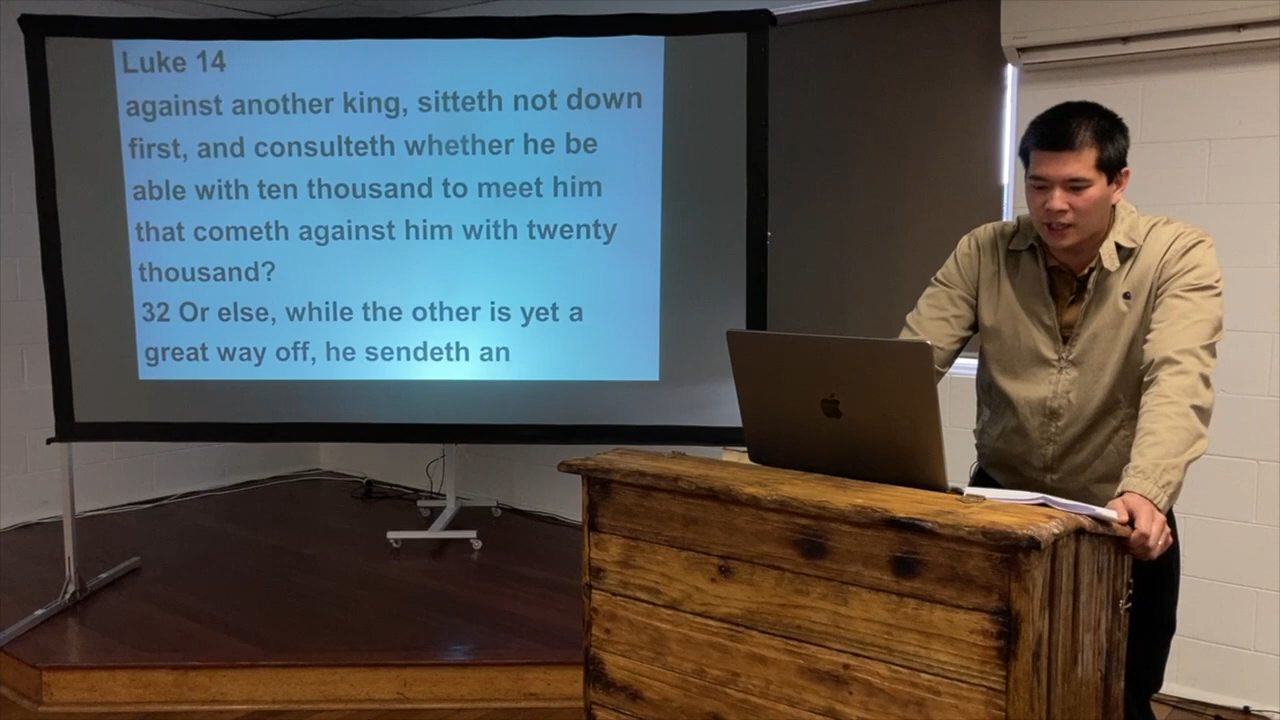 Luke 14
against another king, sitteth not down
first, and consulteth whether he be
able with ten thousand to meet him
that cometh against him with twenty
thousand?
32 Or else, while the other is yet a
great way off, he sendeth an